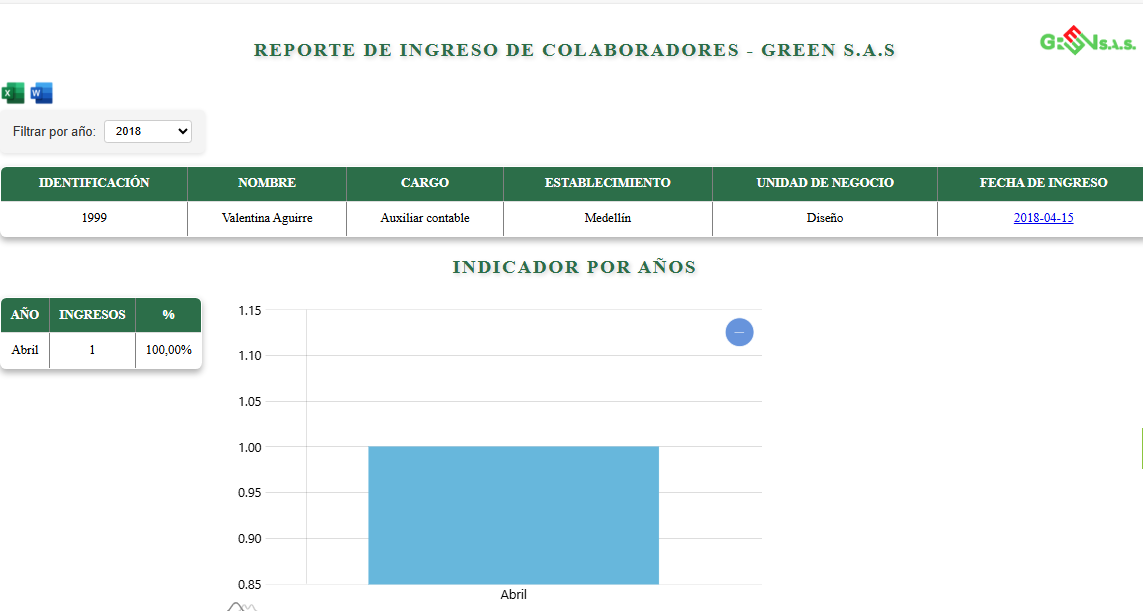 REPORTE DE INGRESO DE COLABORADORES - GREEN S.A.S
GREEN S.A.S.
X W
Filtrar por año: 2018
IDENTIFICACIÓN NOMBRE CARGO ESTABLECIMIENTO UNIDAD DE NEGOCIO FECHA DE INGRESO
1999 Valentina Aguirre Auxiliar contable Medellín Diseño 2018-04-15
INDICADOR POR AÑOS
AÑO INGRESOS %
Abril 1 100,00%
1.15
1.10
1.05
1.00
0.95
0.90
0.85
Abril